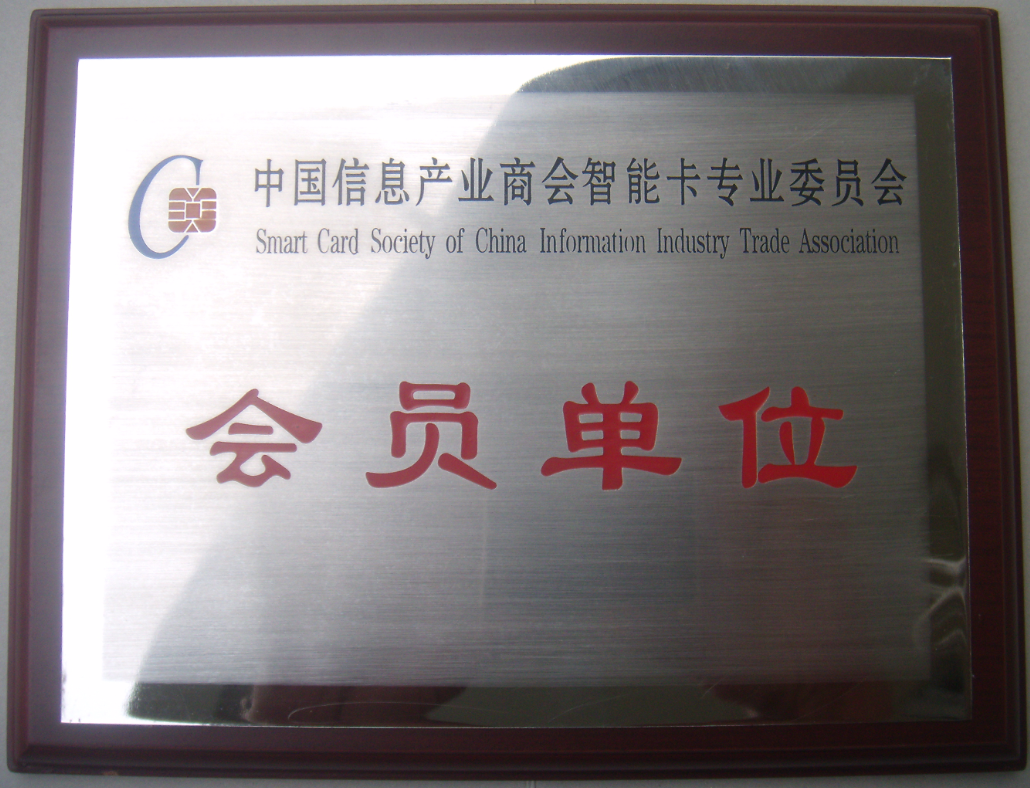 中国信息产业商会智能卡专业委员会
Smart Card Society of China Information Industry Trade Association
会员单位